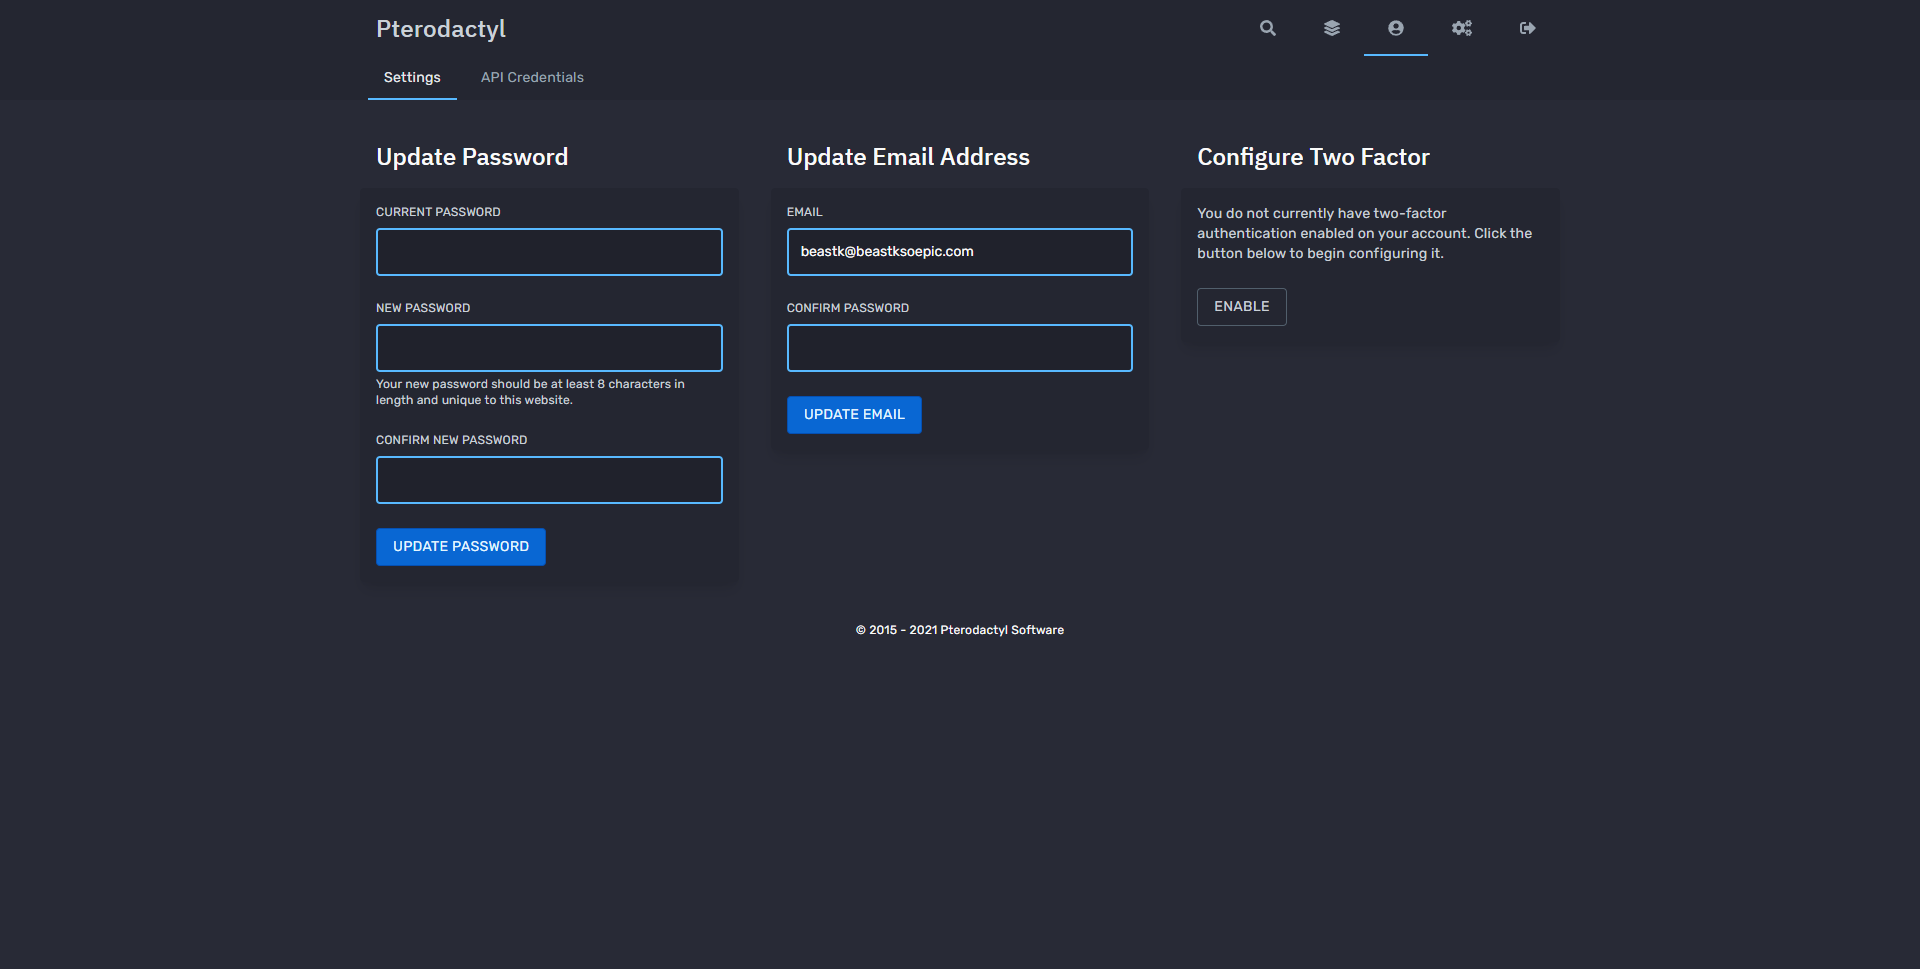 Pterodactyl
Settings
API Credentials
Update Password
CURRENT PASSWORD
NEW PASSWORD
Your new password should be at least 8 characters in
length and unique to this website.
CONFIRM NEW PASSWORD
UPDATE PASSWORD
Update Email Address
EMAIL
beastk@beastksoepic.com
CONFIRM PASSWORD
UPDATE EMAIL
Configure Two Factor
You do not currently have two-factor
authentication enabled on your account. Click the
button below to begin configuring it.
ENABLE
© 2015 - 2021 Pterodactyl Software